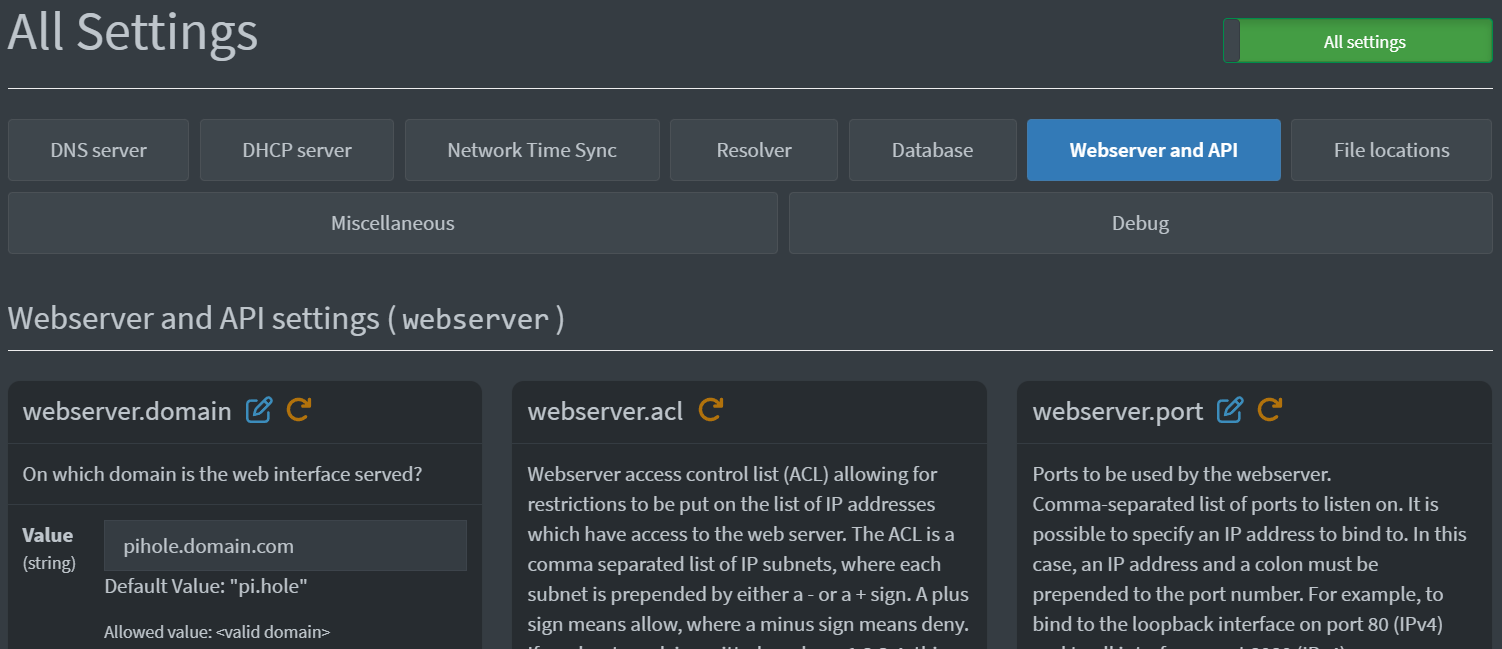 All Settings
All settings
DNS server
DHCP server
Network Time Sync
Resolver
Database
Webserver and API
File locations
Miscellaneous
Debug
Webserver and API settings (webserver)
webserver.domain
On which domain is the web interface served?
Value
(string)
pihole.domain.com
Default Value: "pi.hole"
Allowed value: <valid domain>
webserver.acl
Webserver access control list (ACL) allowing for
restrictions to be put on the list of IP addresses
which have access to the web server. The ACL is a
comma separated list of IP subnets, where each
subnet is prepended by either a - or a + sign. A plus
sign means allow, where a minus sign means deny.
webserver.port
Ports to be used by the webserver.
Comma-separated list of ports to listen on. It is
possible to specify an IP address to bind to. In this
case, an IP address and a colon must be
prepended to the port number. For example, to
bind to the loopback interface on port 80 (IPv4)